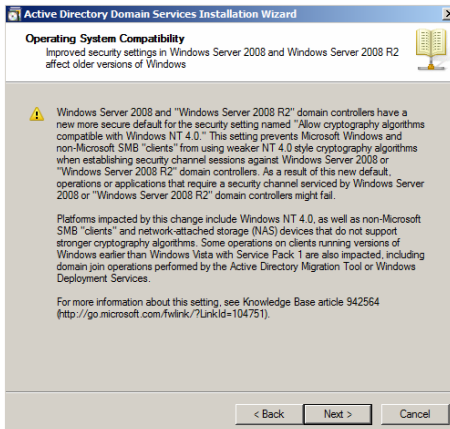 Active Directory Domain Services Installation Wizard
Operating System Compatibility
Improved security settings in Windows Server 2008 and Windows Server 2008 R2
affect older versions of Windows
Windows Server 2008 and "Windows Server 2008 R2" domain controllers have a
new more secure default for the security setting named "Allow cryptography algorithms
compatible with Windows NT 4.0." This setting prevents Microsoft Windows and
non-Microsoft SMB "clients" from using weaker NT 4.0 style cryptography algorithms
when establishing security channel sessions against Windows Server 2008 or
"Windows Server 2008 R2" domain controllers. As a result of this new default,
operations or applications that require a security channel serviced by Windows Server
2008 or "Windows Server 2008 R2" domain controllers might fail.
Platforms impacted by this change include Windows NT 4.0, as well as non-Microsoft
SMB "clients" and network-attached storage (NAS) devices that do not support
stronger cryptography algorithms. Some operations on clients running versions of
Windows earlier than Windows Vista with Service Pack 1 are also impacted, including
domain join operations performed by the Active Directory Migration Tool or Windows
Deployment Services.
For more information about this setting, see Knowledge Base article 942564
(http://go.microsoft.com/fwlink/?LinkId=104751).
< Back Next > Cancel